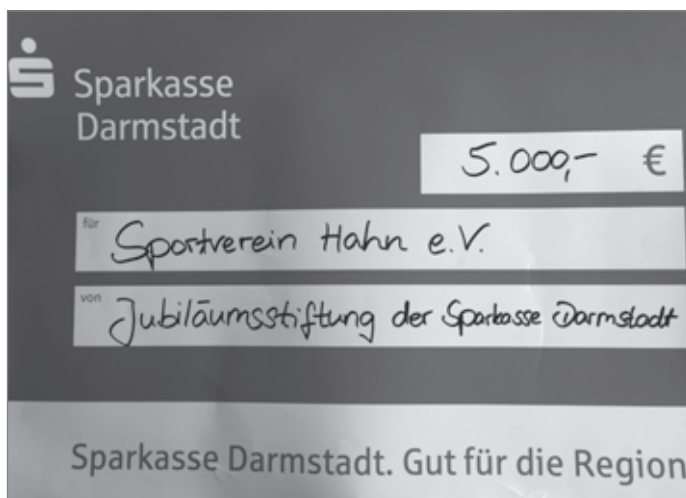 Sparkasse
Darmstadt
5.000,- €
für Sportverein Hahn e.V.
von Jubiläumsstiftung der Sparkasse Darmstadt
Sparkasse Darmstadt. Gut für die Region